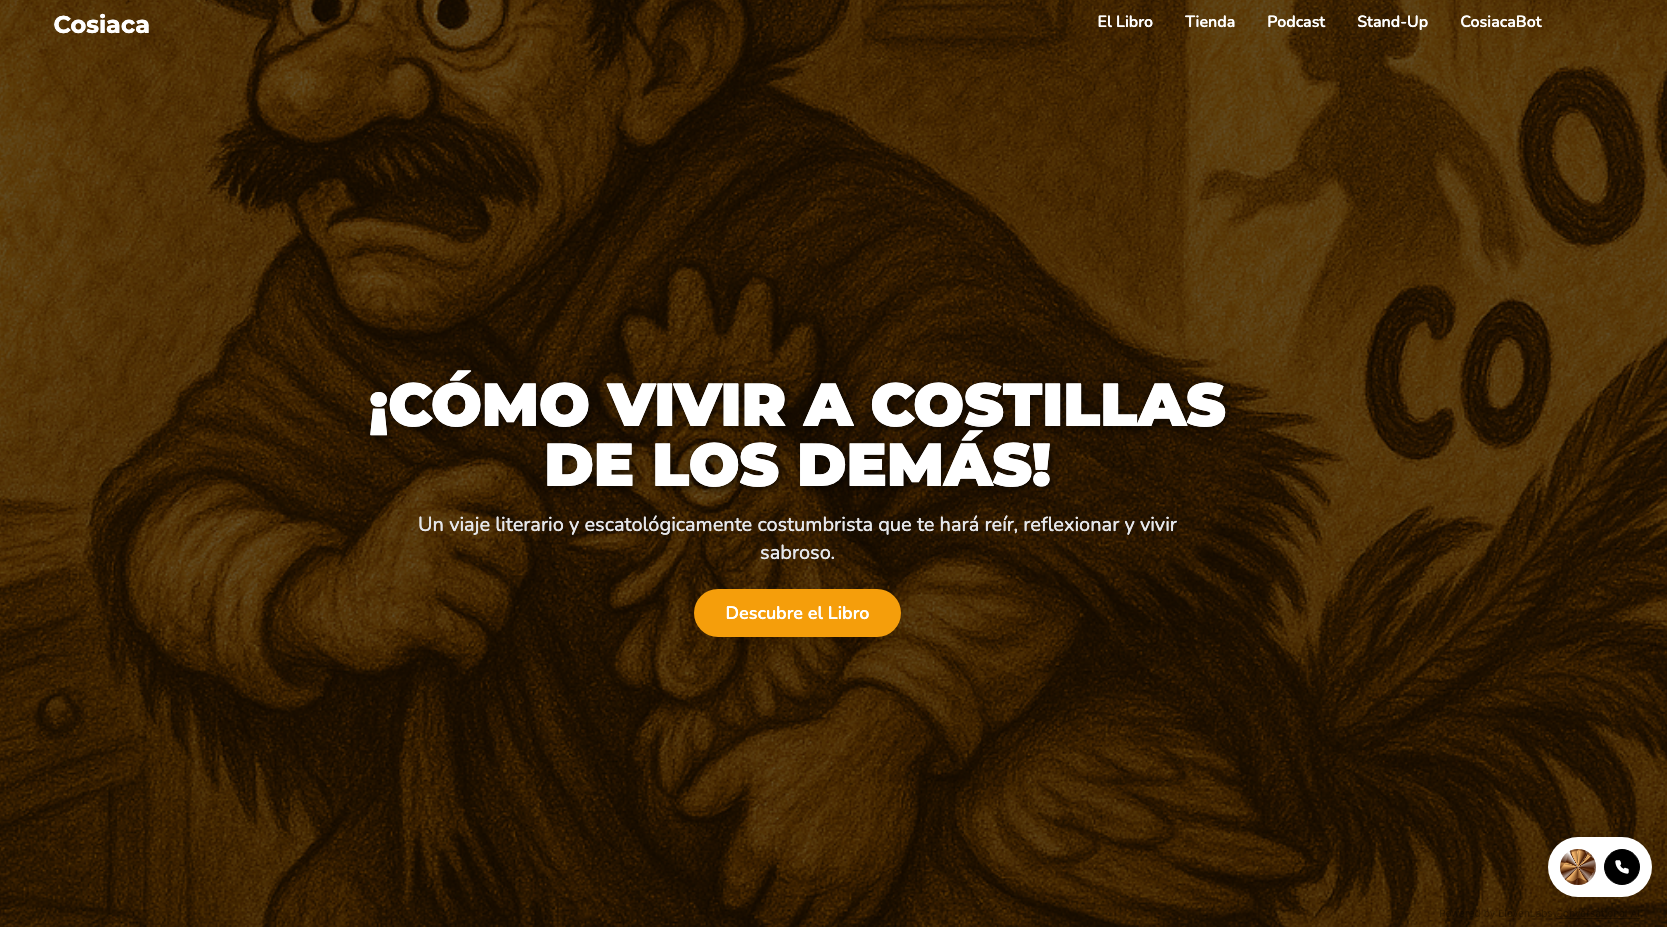 Cosiaca
El Libro Tienda Podcast Stand-Up CosiacaBot
¡CÓMO VIVIR A COSTILLAS
DE LOS DEMÁS!
Un viaje literario y escatológicamente costumbrista que te hará reír, reflexionar y vivir
sabroso.
Descubre el Libro
CO